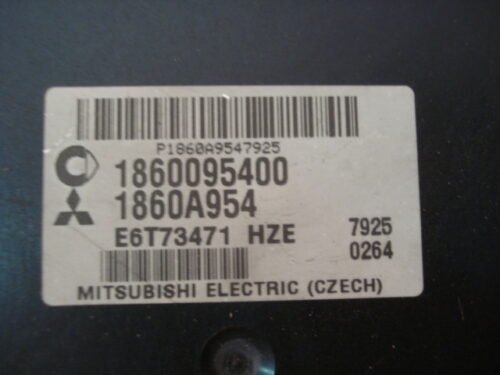 P1860A9547925
1860095400
1860A954
E6T73471 HZE 7925
0264
MITSUBISHI ELECTRIC (CZECH)